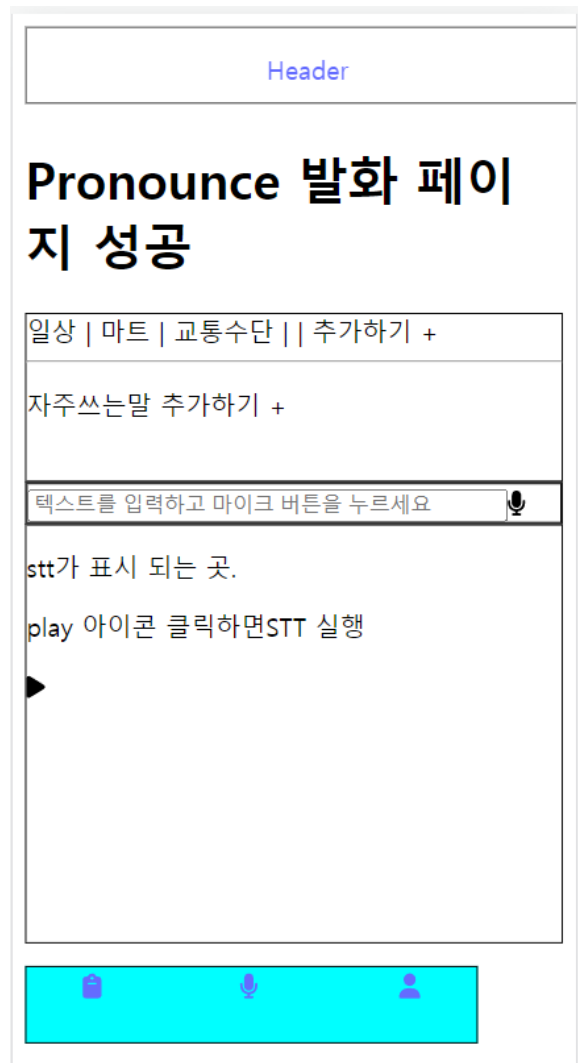 Header
Pronounce 발화 페이
지 성공
일상 | 마트 | 교통수단 | | 추가하기 +
자주쓰는말 추가하기 +
텍스트를 입력하고 마이크 버튼을 누르세요
stt가 표시 되는 곳.
play 아이콘 클릭하면STT 실행